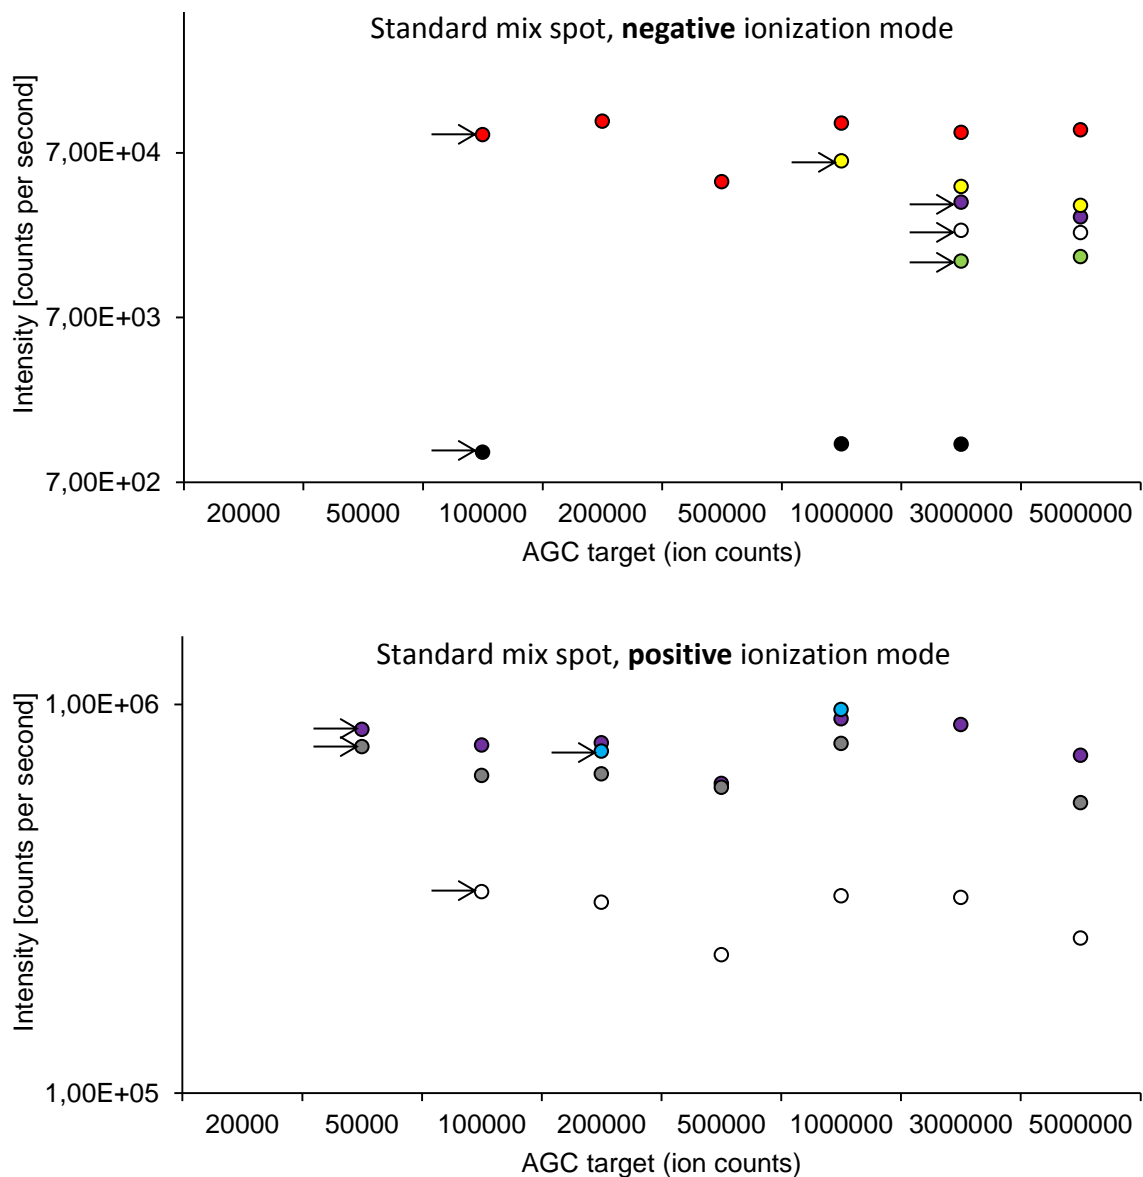 Standard mix spot, negative ionization mode
Intensity [counts per second]
7,00E+04
7,00E+03
7,00E+02
20000 50000 100000 200000 500000 1000000 3000000 5000000
AGC target (ion counts)
Standard mix spot, positive ionization mode
Intensity [counts per second]
1,00E+06
1,00E+05
20000 50000 100000 200000 500000 1000000 3000000 5000000
AGC target (ion counts)